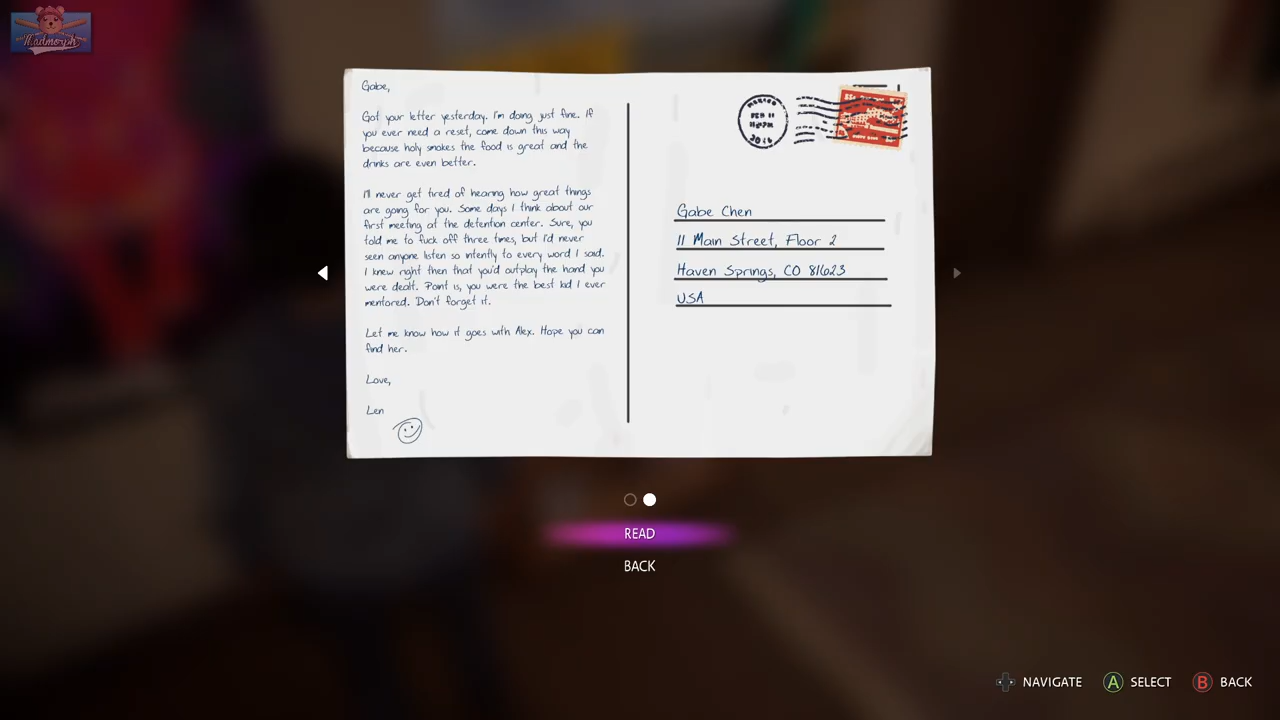 Madmorph
Gabe,
Got your letter yesterday. I'm doing just fine. If
you ever need a reset, come down this way
because holy smokes the food is great and the
drinks are even better.
I'll never get tired of hearing how great things
are going for you. Some days I think about our
first meeting at the detention center. Sure, you
told me to fuck off three times, but I'd never
seen anyone listen so intently to every word I said.
I knew right then that you'd outplay the hand you
were dealt. Point is, you were the best kid I ever
mentored. Don't forget it.
Let me know how it goes with Alex. Hope you can
find her.
Love,
Len
FEB 11
Gabe Chen
11 Main Street, Floor 2
Haven Springs, CO 81623
USA
READ
BACK
NAVIGATE A SELECT B BACK